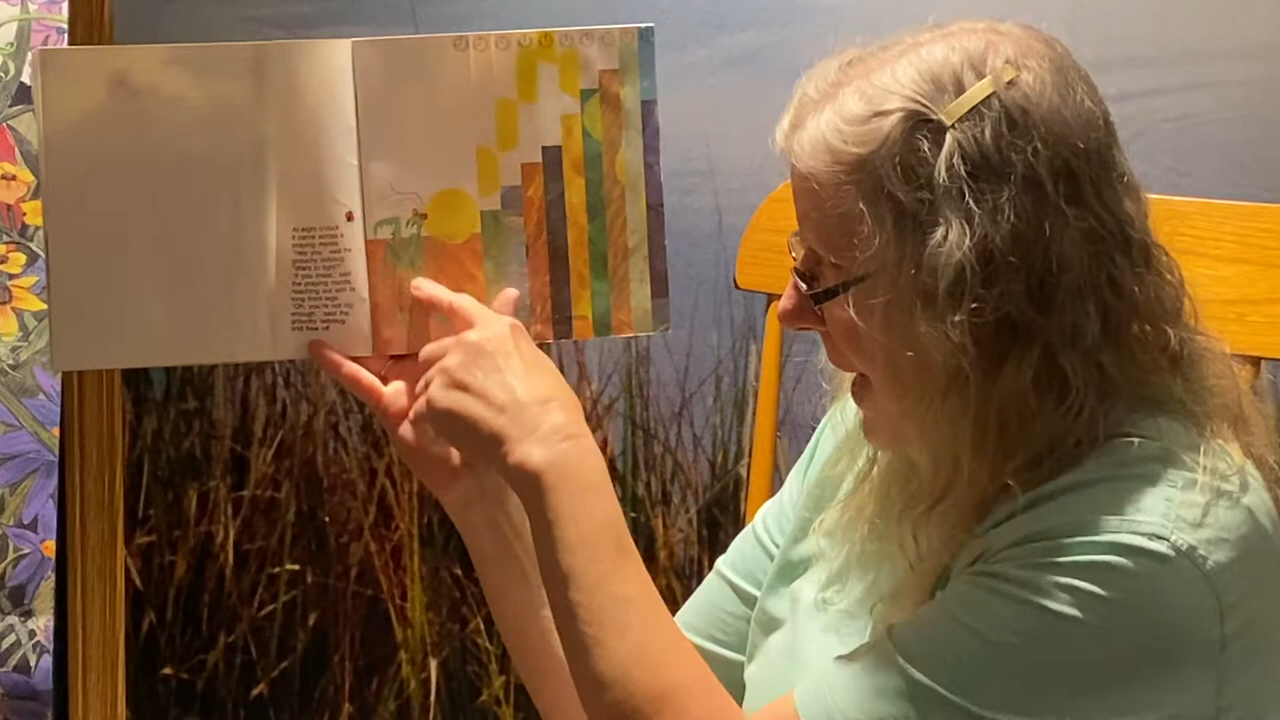 At eight o'clock
it came across a
praying mantis.
"Hey you," said the
grouchy ladybug.
"Want to fight?"
"If you insist," said
the praying mantis,
reaching out with its
long front legs.
"Oh, you're not big
enough," said the
grouchy ladybug
and flew off.